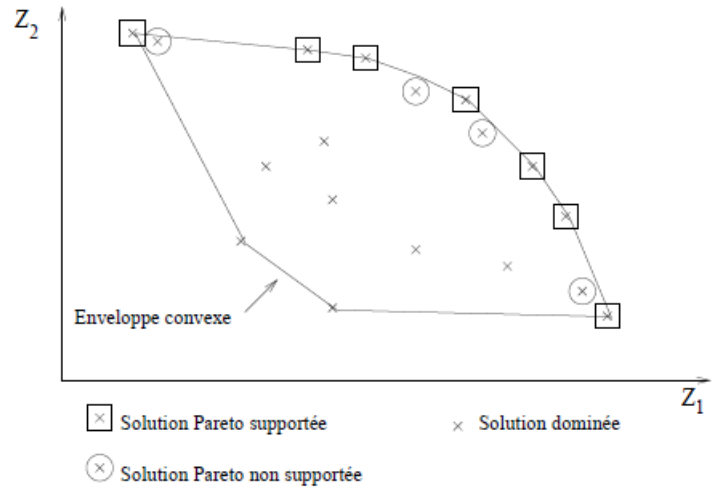 Z2
Enveloppe convexe
Z1
Solution Pareto supportée
Solution dominée
Solution Pareto non supportée